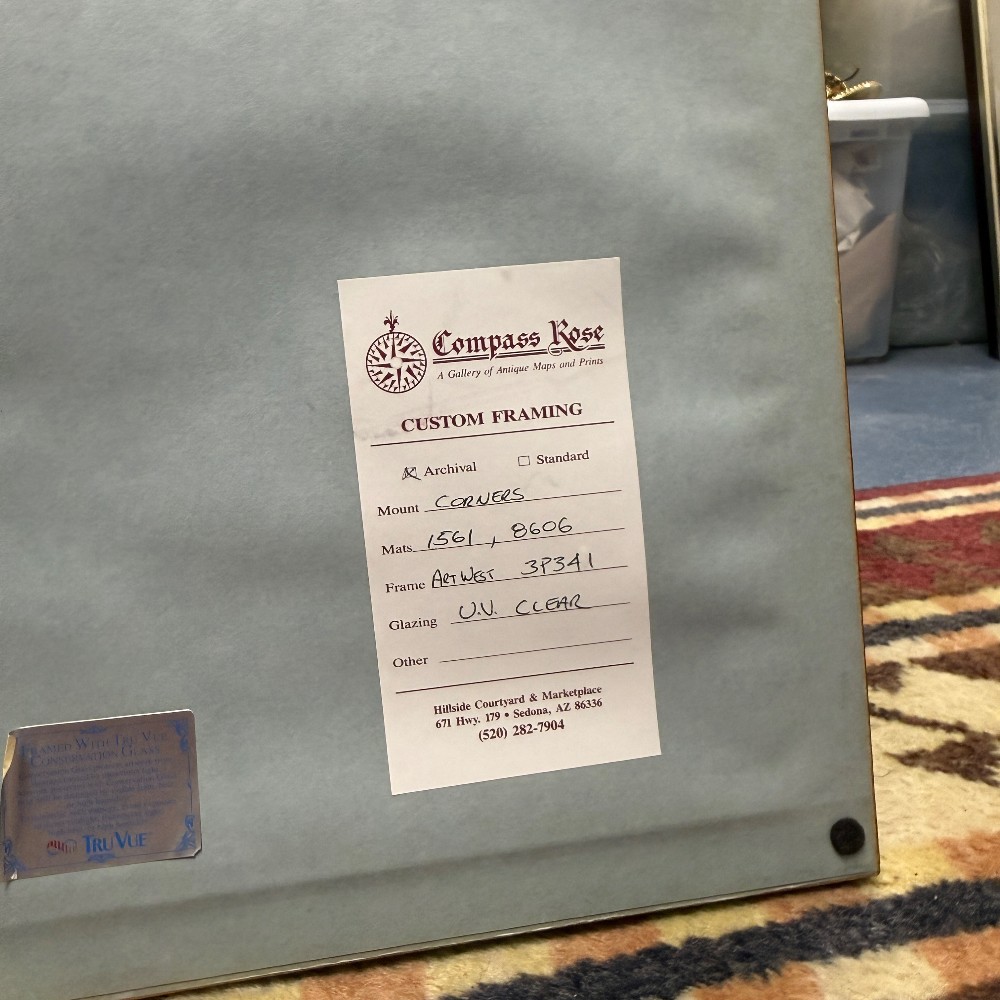 Compass Rose
A Gallery of Antique Maps and Prints
CUSTOM FRAMING
Archival Standard
Mount CORNERS
Mats 1561, 8606
Frame ARTWEST 3P341
Glazing U.V. CLEAR
Other
Hillside Courtyard & Marketplace
671 Hwy. 179 • Sedona, AZ 86336
(520) 282-7904
FRAMED WITH TRU VUE
CONSERVATION GLASS
TRU VUE